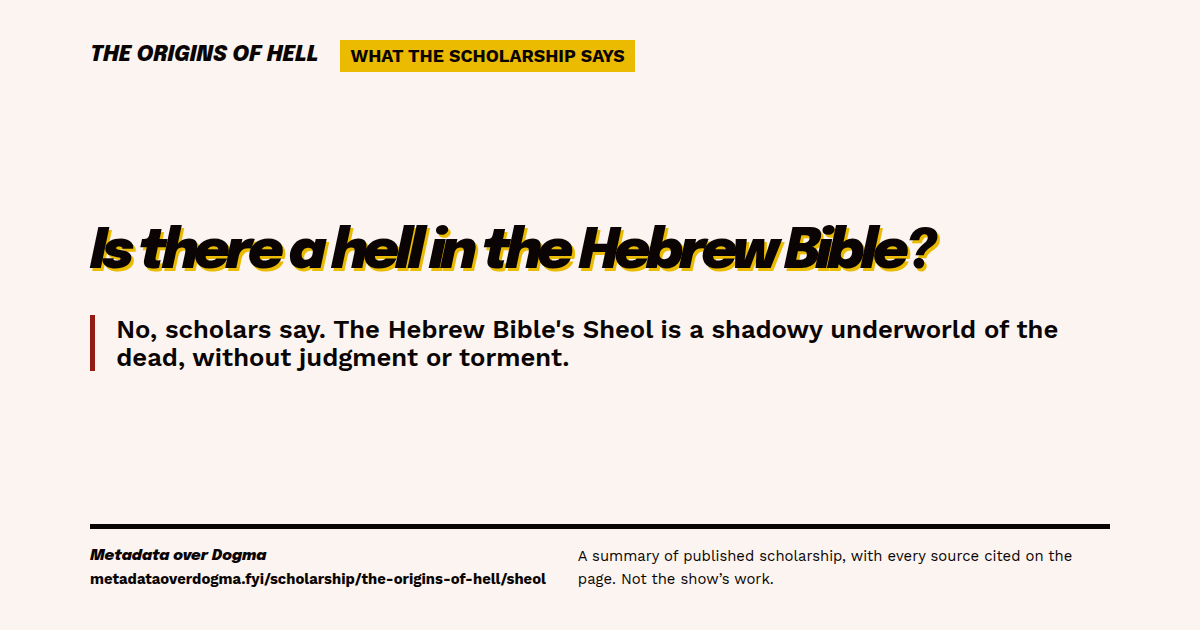 THE ORIGINS OF HELL
WHAT THE SCHOLARSHIP SAYS
Is there a hell in the Hebrew Bible?
No, scholars say. The Hebrew Bible's Sheol is a shadowy underworld of the
dead, without judgment or torment.
Metadata over Dogma
metadataoverdogma.fyi/scholarship/the-origins-of-hell/sheol
A summary of published scholarship, with every source cited on the
page. Not the show’s work.